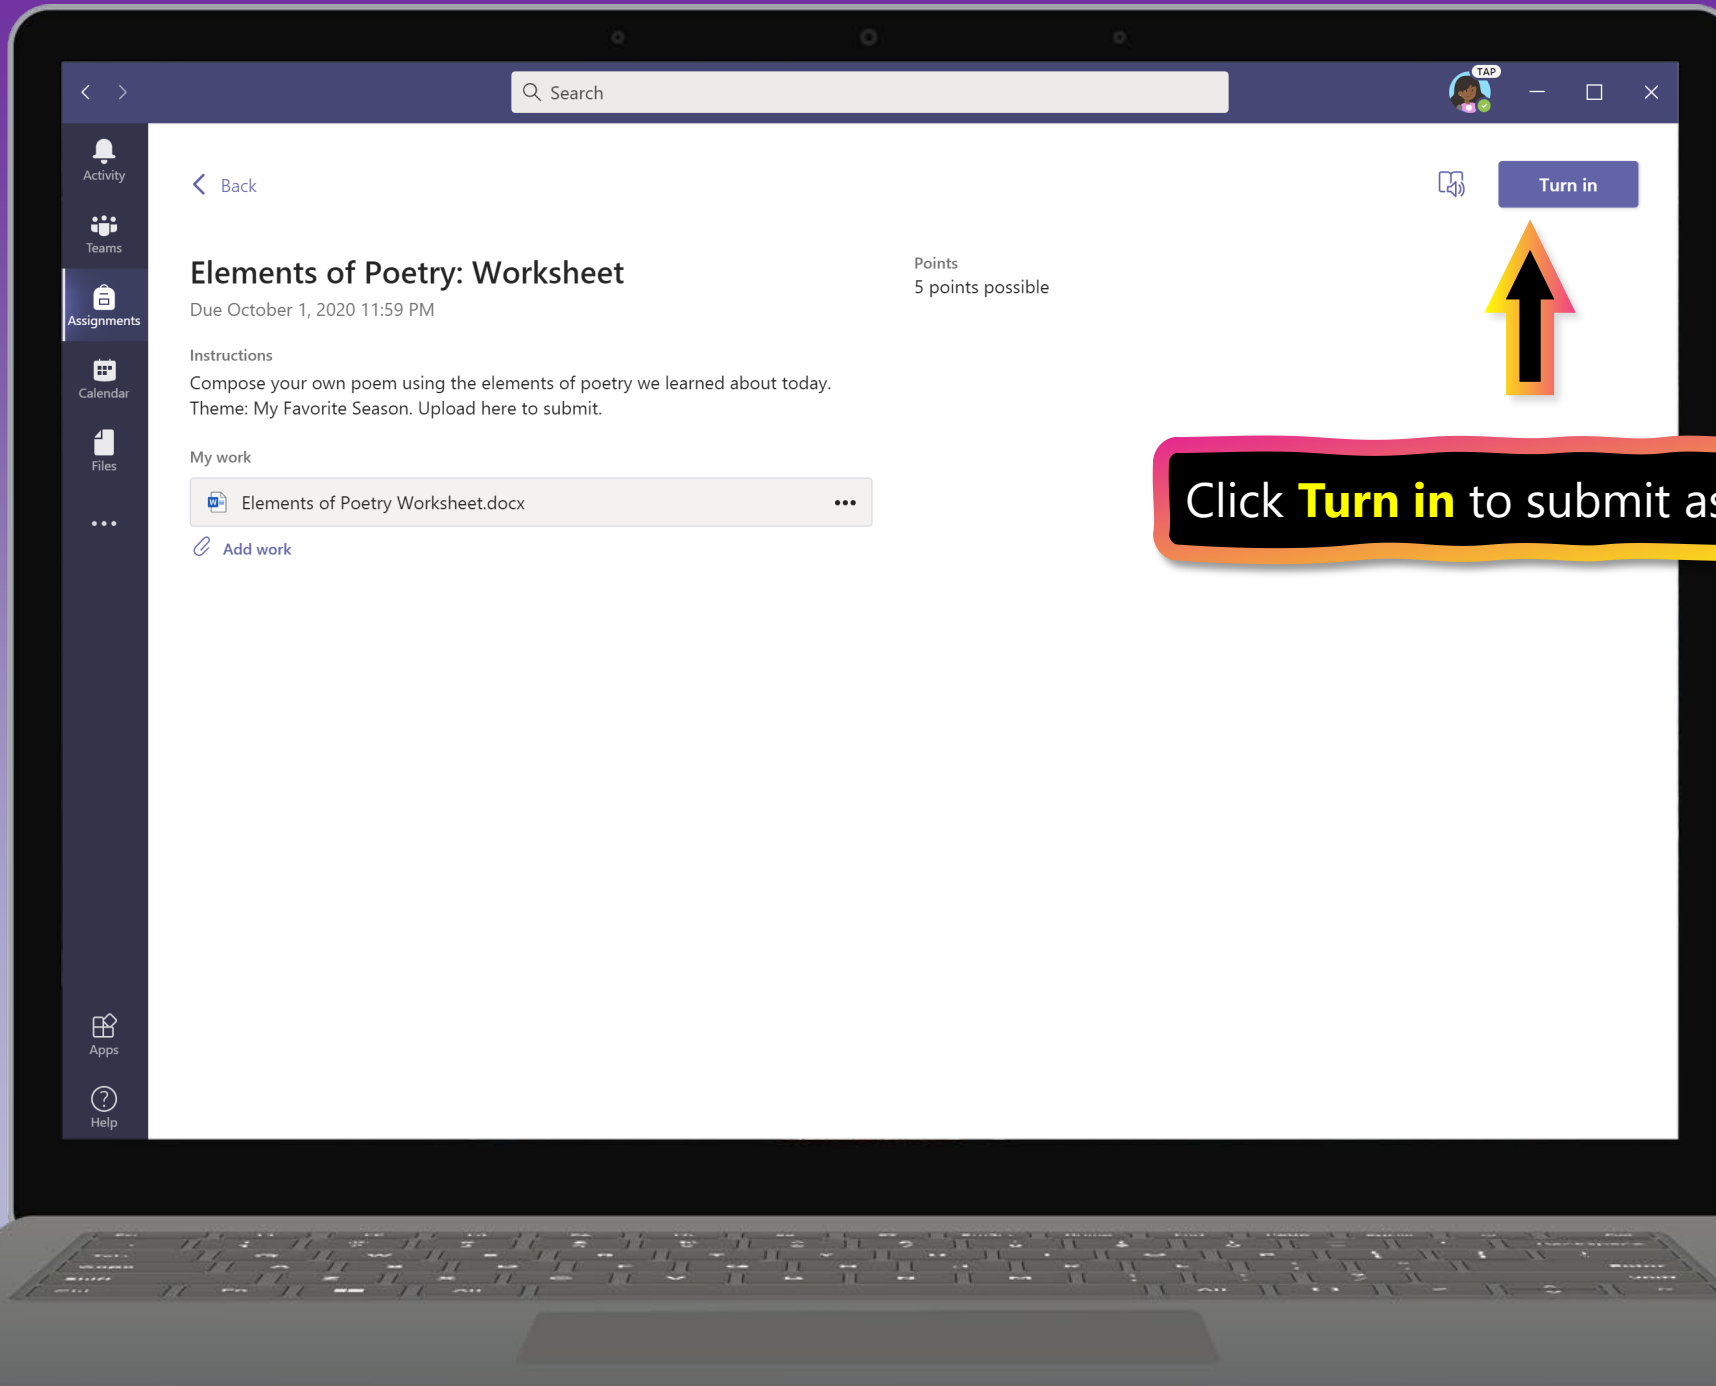 Search
TAP
Activity
Teams
Assignments
Calendar
Files
Apps
Help
Back
Turn in
Elements of Poetry: Worksheet
Due October 1, 2020 11:59 PM
Points
5 points possible
Instructions
Compose your own poem using the elements of poetry we learned about today.
Theme: My Favorite Season. Upload here to submit.
My work
Elements of Poetry Worksheet.docx
Add work
Click Turn in to submit as